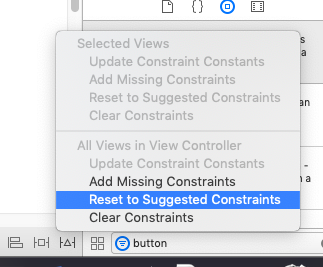 Selected Views
Update Constraint Constants
Add Missing Constraints
Reset to Suggested Constraints
Clear Constraints
All Views in View Controller
Update Constraint Constants
Add Missing Constraints
Reset to Suggested Constraints
Clear Constraints
button